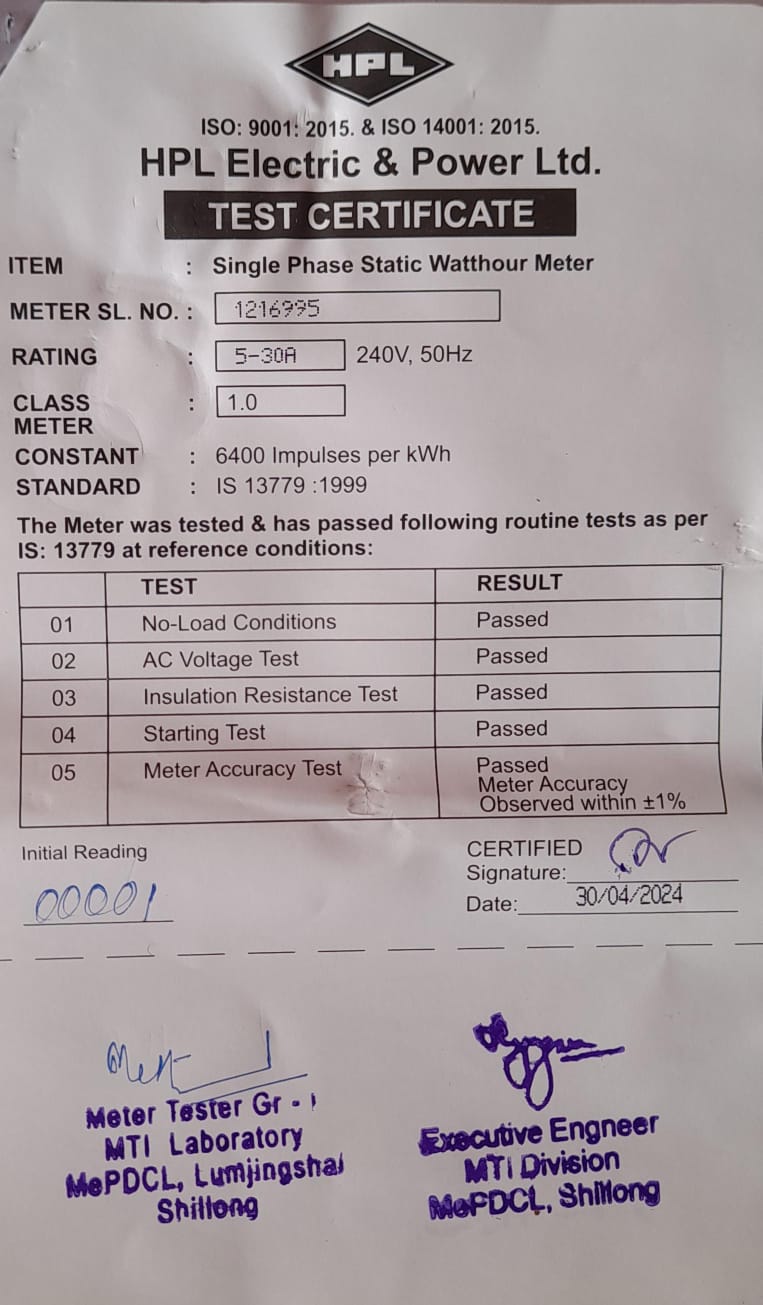 HPL
ISO: 9001: 2015. & ISO 14001: 2015.
HPL Electric & Power Ltd.
TEST CERTIFICATE
ITEM : Single Phase Static Watthour Meter
METER SL. NO. : 1216995
RATING : 5-30A 240V, 50Hz
CLASS : 1.0
METER
CONSTANT : 6400 Impulses per kWh
STANDARD : IS 13779 :1999
The Meter was tested & has passed following routine tests as per
IS: 13779 at reference conditions:
TEST RESULT
01 No-Load Conditions Passed
02 AC Voltage Test Passed
03 Insulation Resistance Test Passed
04 Starting Test Passed
05 Meter Accuracy Test Passed
Meter Accuracy
Observed within ±1%
Initial Reading
00001
CERTIFIED
Signature:
Date: 30/04/2024
Meter Tester Gr - I
MTI Laboratory
MePDCL, Lumjingshai
Shillong
Executive Engneer
MTI Division
MePDCL, Shillong